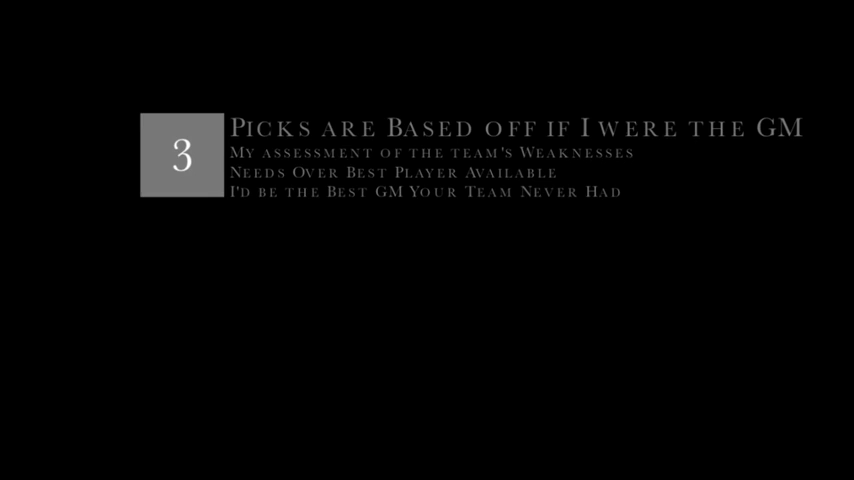 3
Picks are Based off if I were the GM
My assessment of the team's Weaknesses
Needs Over Best Player Available
I'd be the Best GM Your Team Never Had